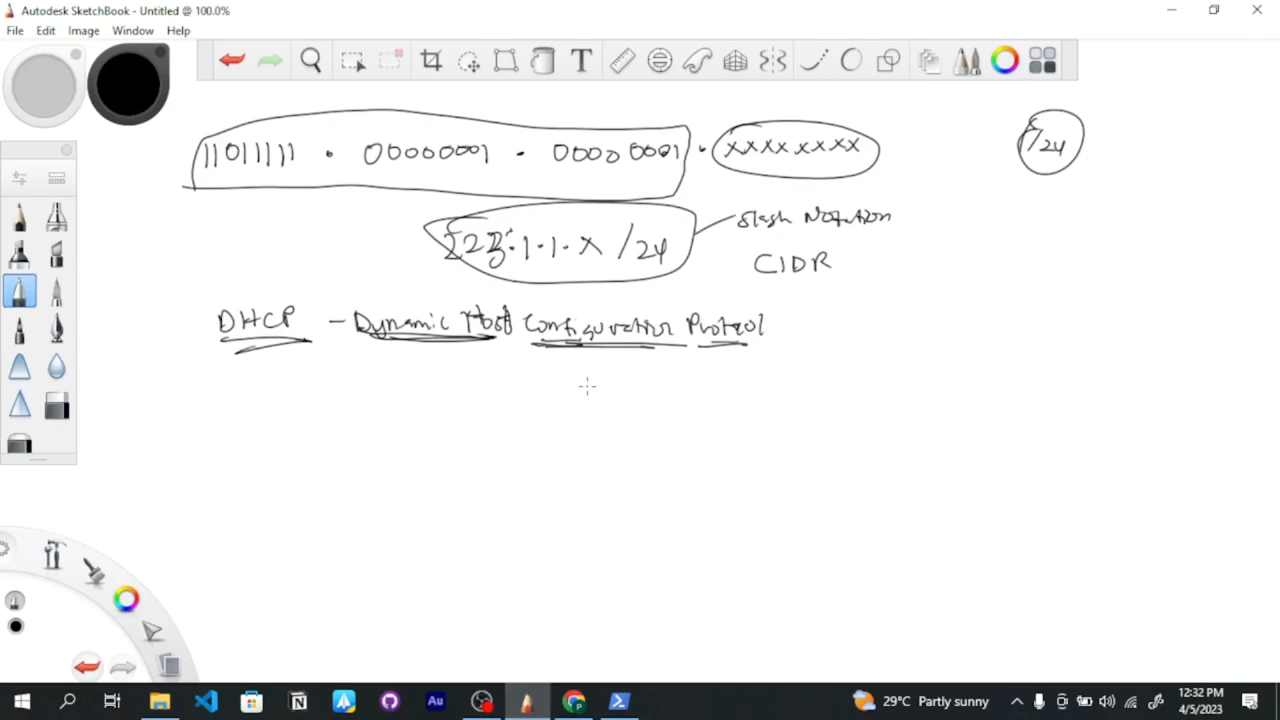 Autodesk SketchBook - Untitled @ 100.0%
File Edit Image Window Help
T
11011111 . 00000001 . 00000001 . xxxxxxxx
/24
223.1.1.X /24
Slash Notation
CIDR
DHCP - Dynamic Host Configuration Protocol
Au
29°C Partly sunny
12:32 PM
4/5/2023